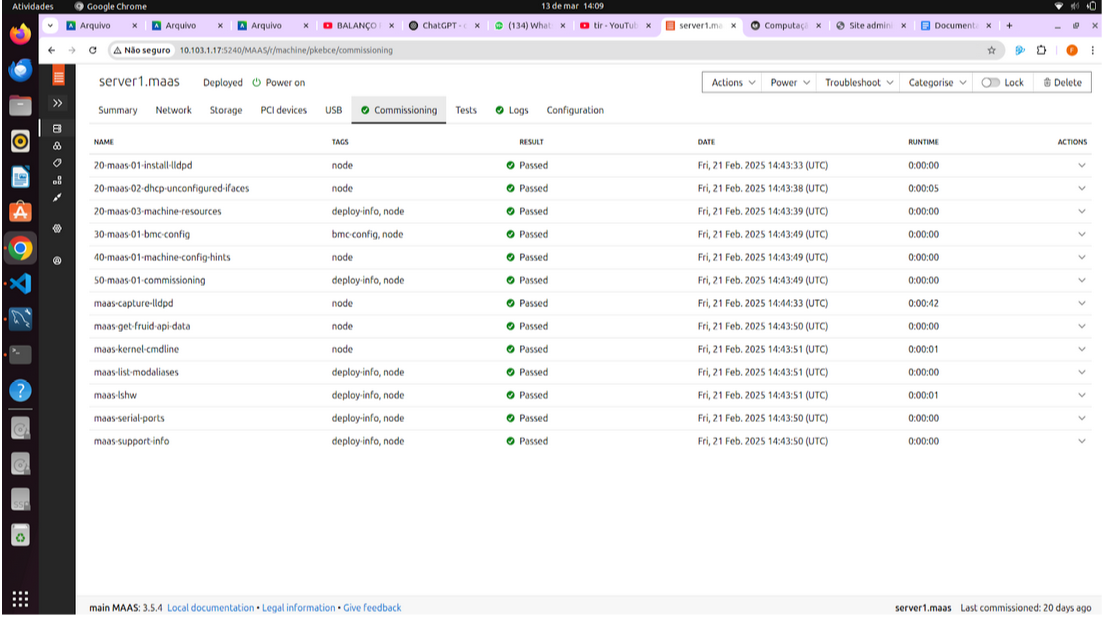 Atividades Google Chrome 13 de mar 14:09
Arquivo × Arquivo × Arquivo × BALANÇO × ChatGPT - × (134) What × tir - YouTu × server1.ma × Computaç × Site admin × Document × +
Não seguro 10.103.1.17:5240/MAAS/r/machine/pkebce/commissioning
server1.maas Deployed Power on Actions Power Troubleshoot Categorise Lock Delete
Summary Network Storage PCI devices USB Commissioning Tests Logs Configuration
NAME TAGS RESULT DATE RUNTIME ACTIONS
20-maas-01-install-lldpd node Passed Fri, 21 Feb. 2025 14:43:33 (UTC) 0:00:00
20-maas-02-dhcp-unconfigured-ifaces node Passed Fri, 21 Feb. 2025 14:43:38 (UTC) 0:00:05
20-maas-03-machine-resources deploy-info, node Passed Fri, 21 Feb. 2025 14:43:39 (UTC) 0:00:00
30-maas-01-bmc-config bmc-config, node Passed Fri, 21 Feb. 2025 14:43:49 (UTC) 0:00:00
40-maas-01-machine-config-hints node Passed Fri, 21 Feb. 2025 14:43:49 (UTC) 0:00:00
50-maas-01-commissioning deploy-info, node Passed Fri, 21 Feb. 2025 14:43:49 (UTC) 0:00:00
maas-capture-lldpd node Passed Fri, 21 Feb. 2025 14:44:33 (UTC) 0:00:42
maas-get-fruid-api-data node Passed Fri, 21 Feb. 2025 14:43:50 (UTC) 0:00:00
maas-kernel-cmdline node Passed Fri, 21 Feb. 2025 14:43:51 (UTC) 0:00:01
maas-list-modaliases deploy-info, node Passed Fri, 21 Feb. 2025 14:43:51 (UTC) 0:00:00
maas-lshw deploy-info, node Passed Fri, 21 Feb. 2025 14:43:51 (UTC) 0:00:01
maas-serial-ports deploy-info, node Passed Fri, 21 Feb. 2025 14:43:50 (UTC) 0:00:00
maas-support-info deploy-info, node Passed Fri, 21 Feb. 2025 14:43:50 (UTC) 0:00:00
main MAAS: 3.5.4 Local documentation • Legal information • Give feedback server1.maas Last commissioned: 20 days ago